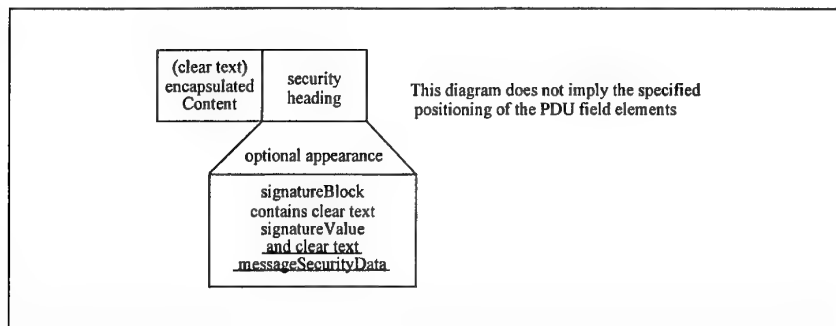 (clear text)
encapsulated
Content
security
heading
This diagram does not imply the specified
positioning of the PDU field elements
optional appearance
signatureBlock
contains clear text
signatureValue
and clear text
messageSecurityData